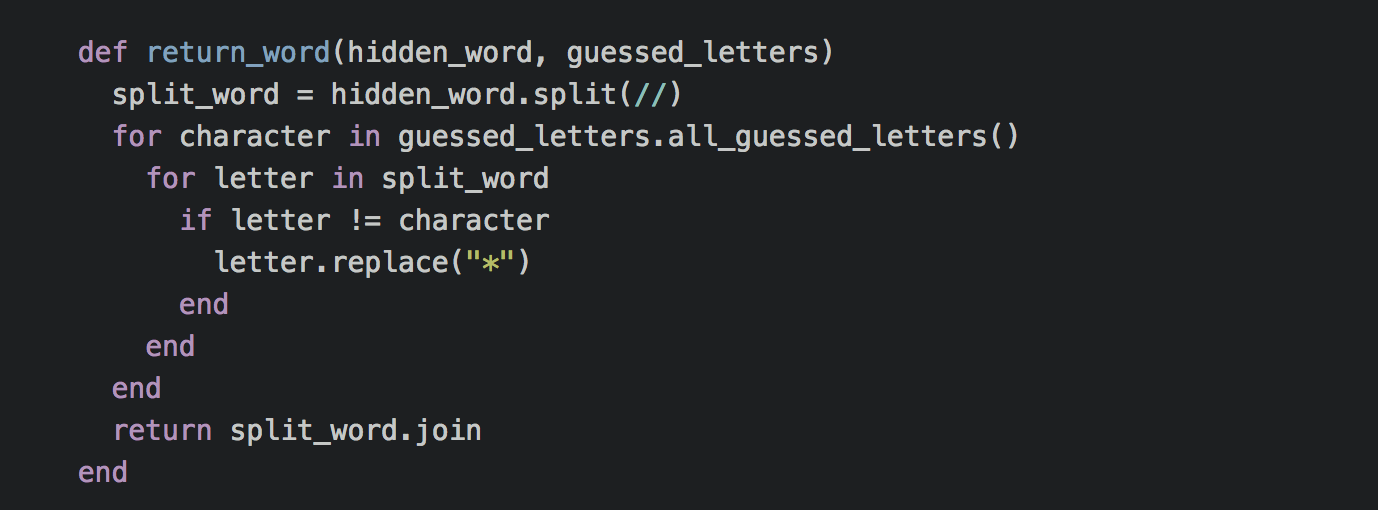 def return_word(hidden_word, guessed_letters)
  split_word = hidden_word.split(//)
  for character in guessed_letters.all_guessed_letters()
    for letter in split_word
      if letter != character
        letter.replace("*")
      end
    end
  end
  return split_word.join
end